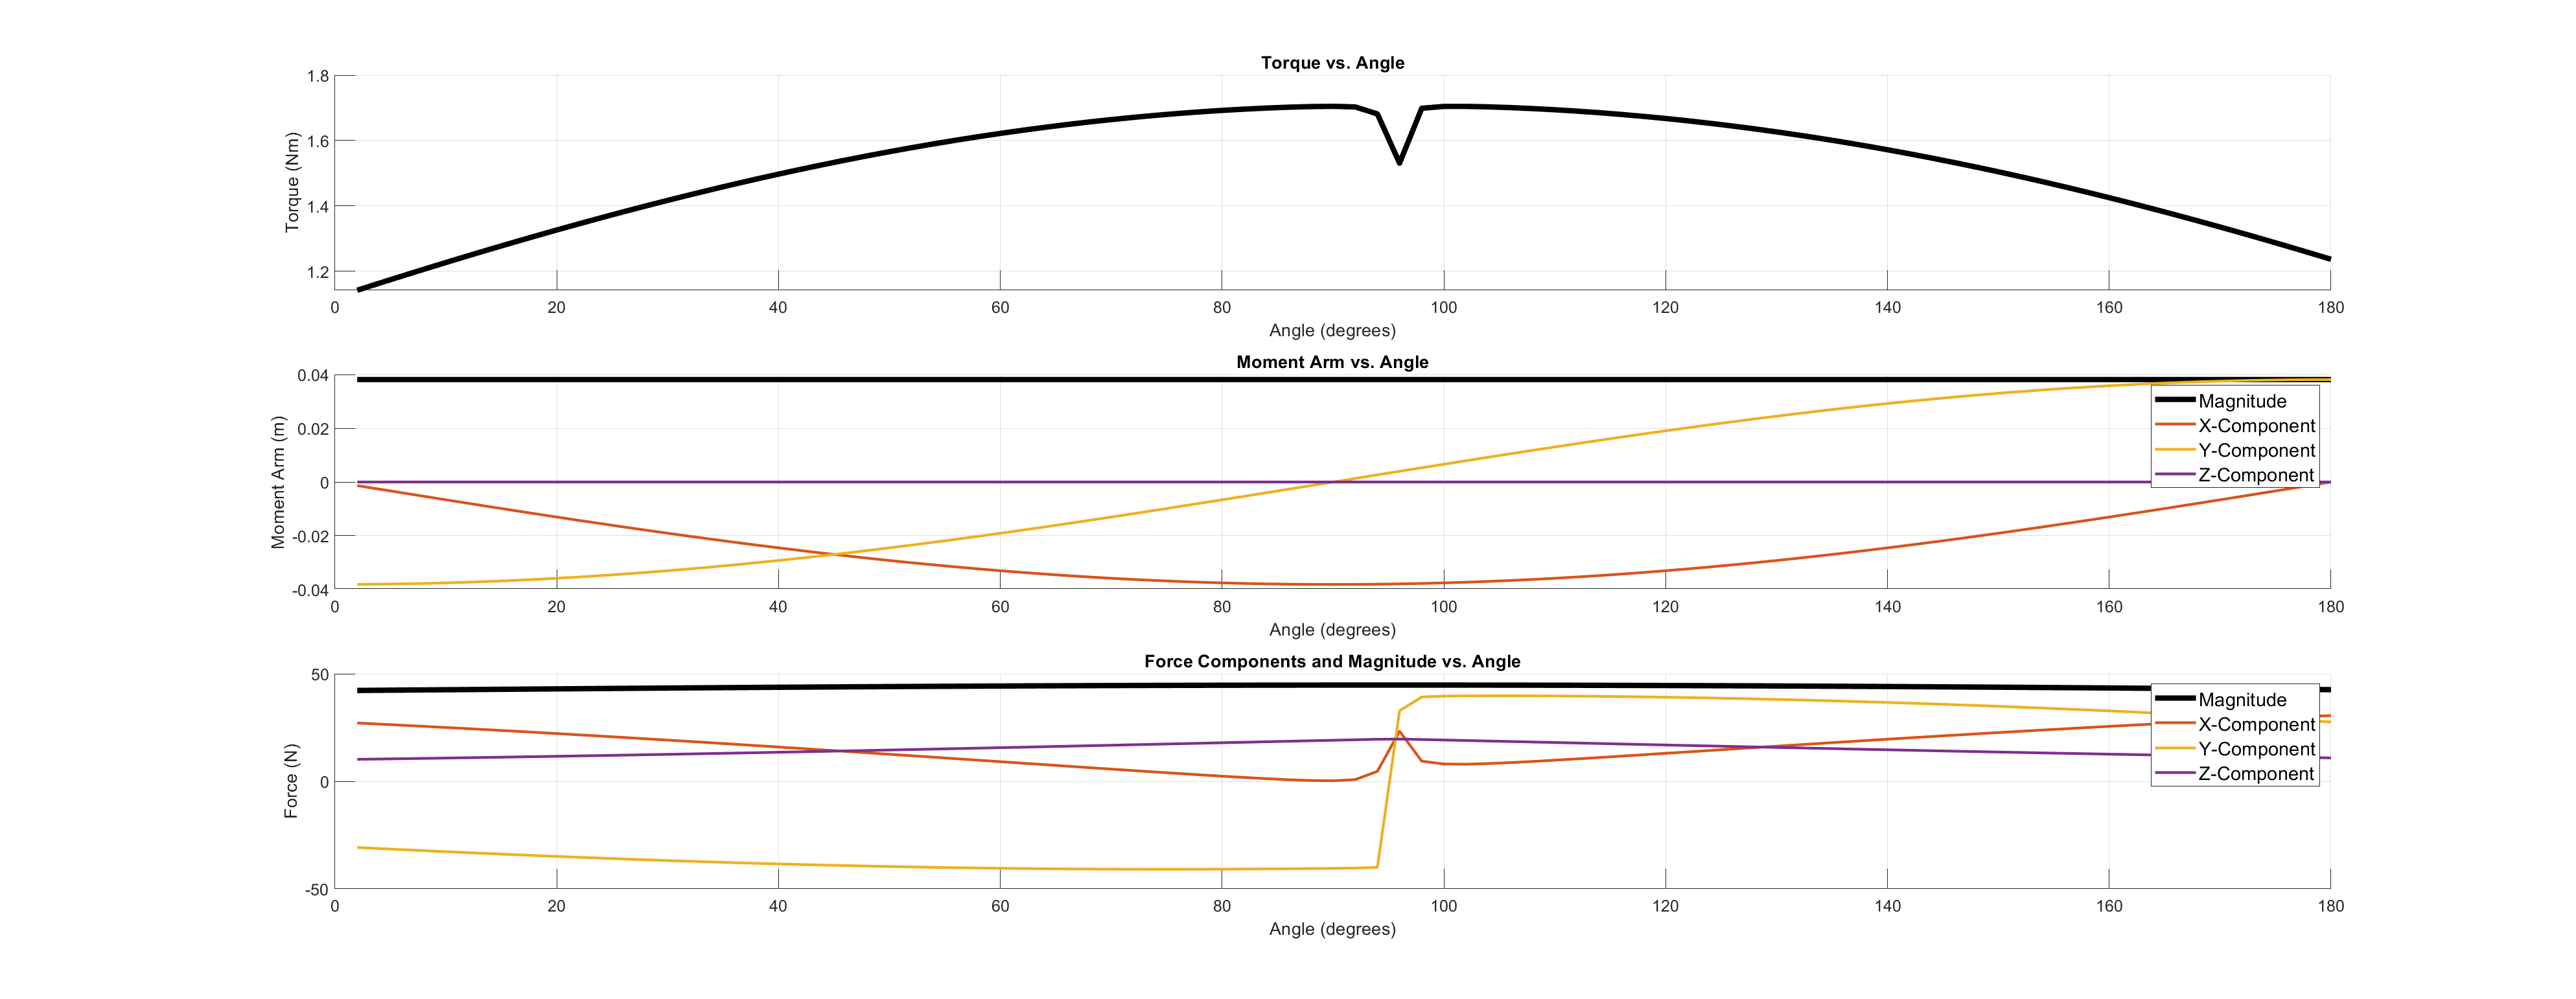 Torque vs. Angle
1.8
1.6
1.4
1.2
Torque (Nm)
0 20 40 60 80 100 120 140 160 180
Angle (degrees)
Moment Arm vs. Angle
0.04
0.02
0
-0.02
-0.04
Moment Arm (m)
Magnitude
X-Component
Y-Component
Z-Component
0 20 40 60 80 100 120 140 160 180
Angle (degrees)
Force Components and Magnitude vs. Angle
50
0
-50
Force (N)
Magnitude
X-Component
Y-Component
Z-Component
0 20 40 60 80 100 120 140 160 180
Angle (degrees)